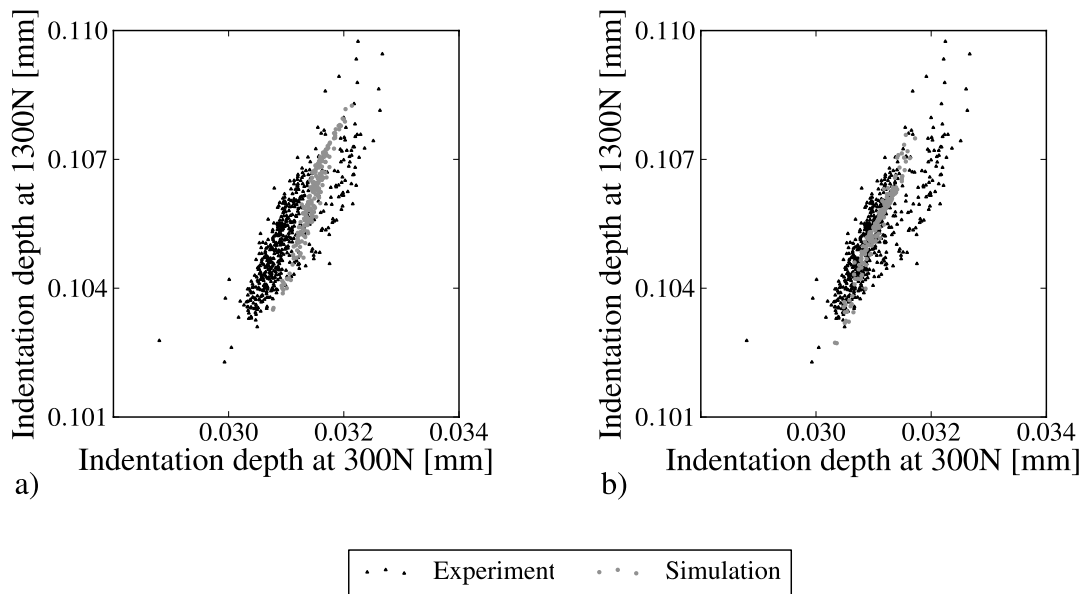 0.110
0.107
0.104
0.101
0.030 0.032 0.034
Indentation depth at 300N [mm]
Indentation depth at 1300N [mm]
a)
0.110
0.107
0.104
0.101
0.030 0.032 0.034
Indentation depth at 300N [mm]
Indentation depth at 1300N [mm]
b)
Experiment Simulation